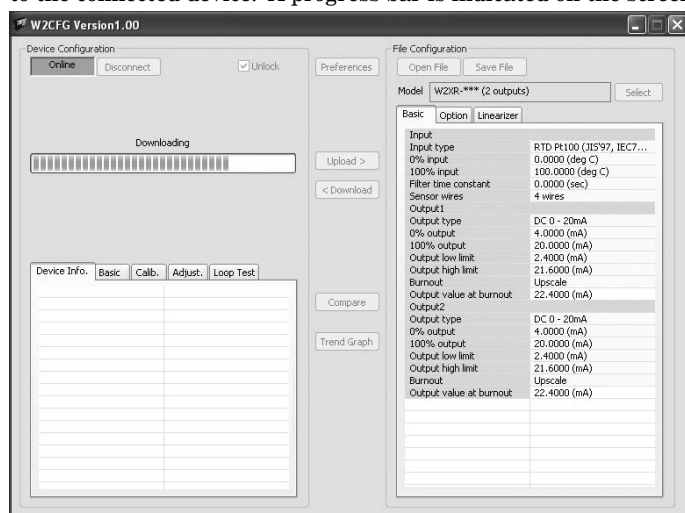 to the connected device. A progress bar is indicated on the screen
W2CFG Version1.00
Device Configuration
Online
Disconnect
Unlock
Downloading
Device Info.
Basic
Calib.
Adjust.
Loop Test
Preferences
Upload >
< Download
Compare
Trend Graph
File Configuration
Open File
Save File
Model W2XR-*** (2 outputs) Select
Basic
Option
Linearizer
Input
Input type RTD Pt100 (JIS'97, IEC7...
0% input 0.0000 (deg C)
100% input 100.0000 (deg C)
Filter time constant 0.0000 (sec)
Sensor wires 4 wires
Output1
Output type DC 0 - 20mA
0% output 4.0000 (mA)
100% output 20.0000 (mA)
Output low limit 2.4000 (mA)
Output high limit 21.6000 (mA)
Burnout Upscale
Output value at burnout 22.4000 (mA)
Output2
Output type DC 0 - 20mA
0% output 4.0000 (mA)
100% output 20.0000 (mA)
Output low limit 2.4000 (mA)
Output high limit 21.6000 (mA)
Burnout Upscale
Output value at burnout 22.4000 (mA)